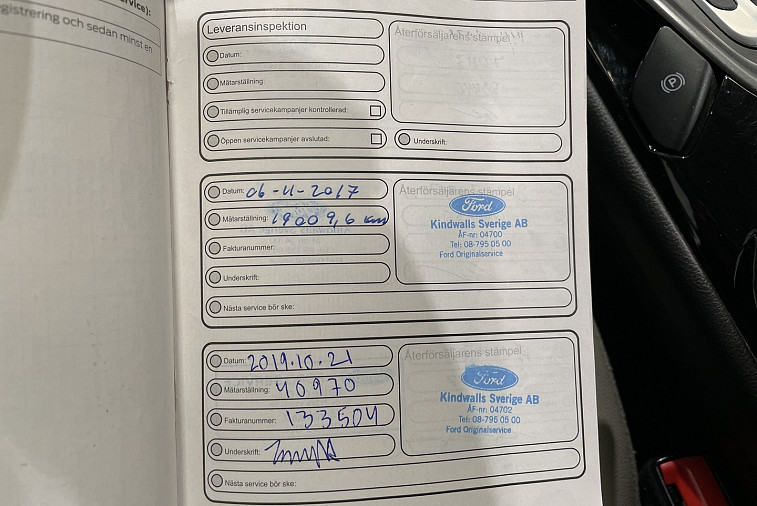 rvice):
gistrering och sedan minst en
Leveransinspektion
Datum:
Mätarställning:
Tillämplig servicekampanjer kontrollerad:
Öppen servicekampanjer avslutad:
Återförsäljarens stämpel
Underskrift:
Datum: 06-11-2017
Mätarställning: 19009,6 km
Fakturanummer:
Underskrift:
Nästa service bör ske:
Återförsäljarens stämpel
Ford
Kindwalls Sverige AB
ÅF-nr: 04700
Tel: 08-795 05 00
Ford Originalservice
Datum: 2019.10.21
Mätarställning: 40970
Fakturanummer: 133504
Underskrift:
Nästa service bör ske:
Återförsäljarens stämpel
Ford
Kindwalls Sverige AB
ÅF-nr: 04702
Tel: 08-795 05 00
Ford Originalservice
P